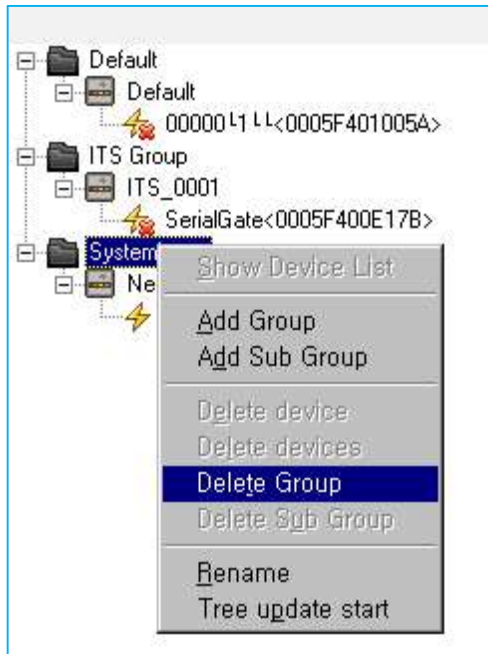 Default
Default
00000└1└└<0005F401005A>
ITS Group
ITS_0001
SerialGate<0005F400E17B>
System
Ne
Show Device List
Add Group
Add Sub Group
Delete device
Delete devices
Delete Group
Delete Sub Group
Rename
Tree update start